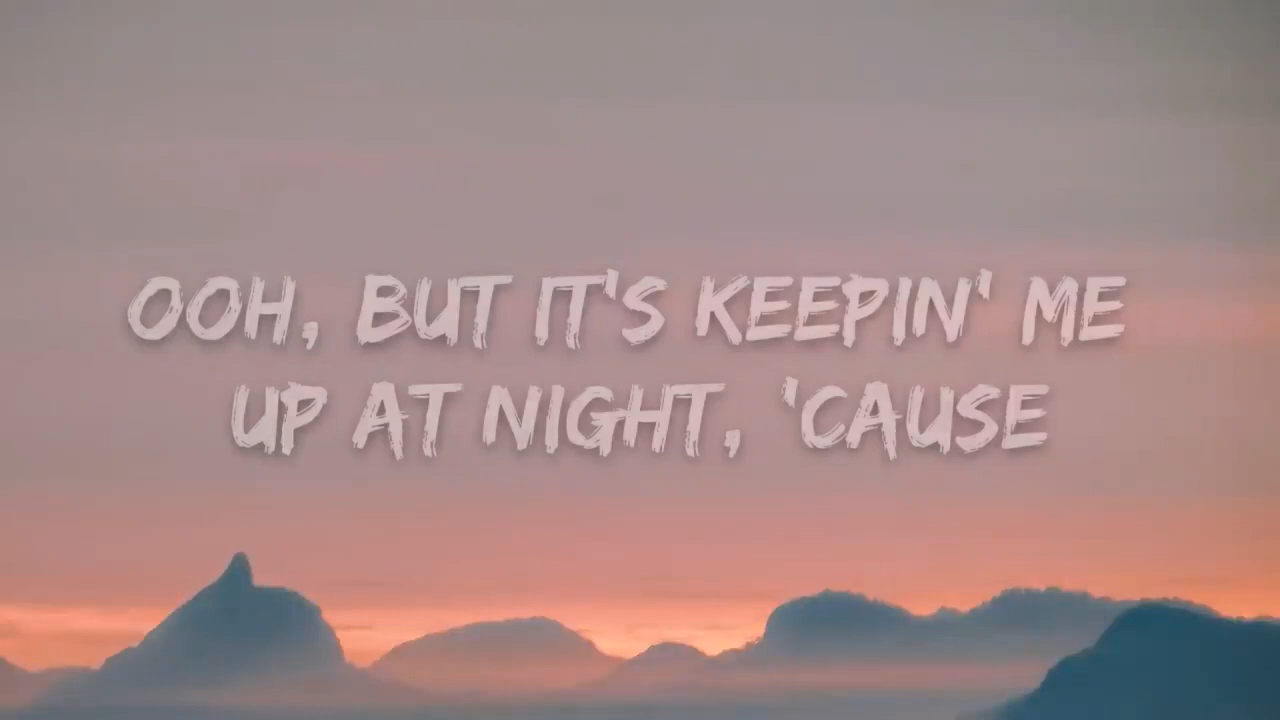 OOH, BUT IT'S KEEPIN' ME
UP AT NIGHT, 'CAUSE